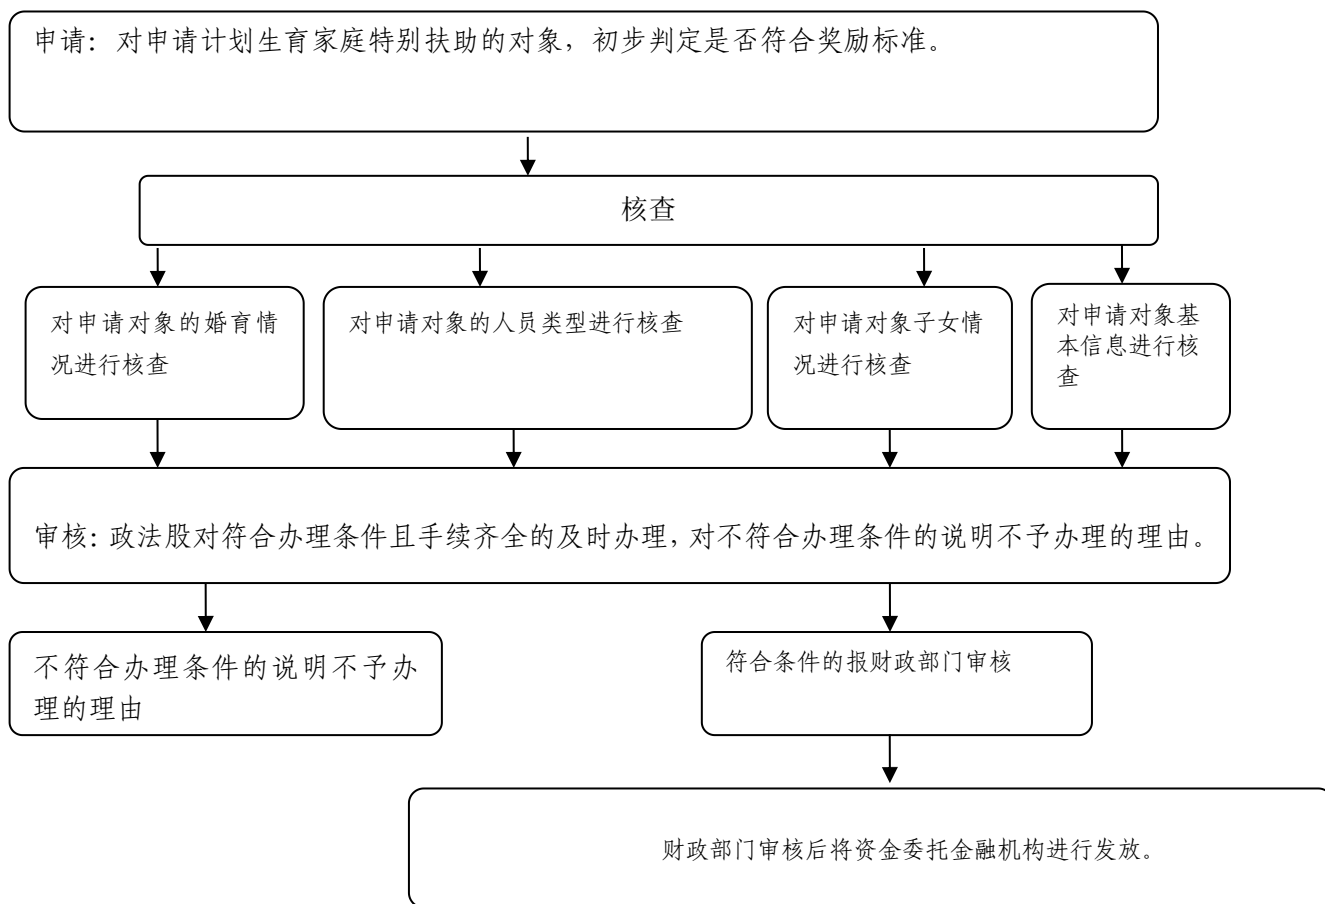 申请：对申请计划生育家庭特别扶助的对象，初步判定是否符合奖励标准。
核查
对申请对象的婚育情
况进行核查
对申请对象的人员类型进行核查
对申请对象子女情
况进行核查
对申请对象基
本信息进行核
查
审核：政法股对符合办理条件且手续齐全的及时办理，对不符合办理条件的说明不予办理的理由。
不符合办理条件的说明不予办
理的理由
符合条件的报财政部门审核
财政部门审核后将资金委托金融机构进行发放。